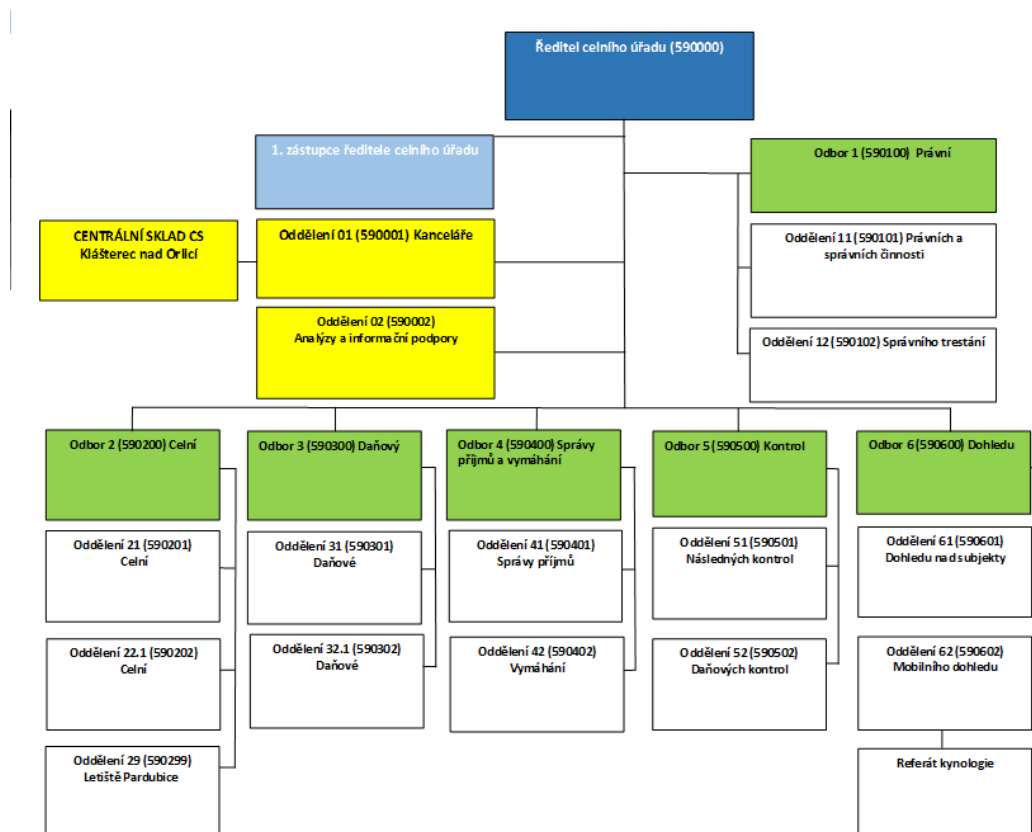 Ředitel celního úřadu (590000)
1. zástupce ředitele celního úřadu
Odbor 1 (590100) Právní
CENTRÁLNÍ SKLAD CS
Klášterec nad Orlicí
Oddělení 01 (590001) Kanceláře
Oddělení 11 (590101) Právních a
správních činnosti
Oddělení 02 (590002)
Analýzy a informační podpory
Oddělení 12 (590102) Správního trestání
Odbor 2 (590200) Celní
Odbor 3 (590300) Daňový
Odbor 4 (590400) Správy
příjmů a vymáhání
Odbor 5 (590500) Kontrol
Odbor 6 (590600) Dohledu
Oddělení 21 (590201)
Celní
Oddělení 31 (590301)
Daňové
Oddělení 41 (590401)
Správy příjmů
Oddělení 51 (590501)
Následných kontrol
Oddělení 61 (590601)
Dohledu nad subjekty
Oddělení 22.1 (590202)
Celní
Oddělení 32.1 (590302)
Daňové
Oddělení 42 (590402)
Vymáhání
Oddělení 52 (590502)
Daňových kontrol
Oddělení 62 (590602)
Mobilního dohledu
Oddělení 29 (590299)
Letiště Pardubice
Referát kynologie